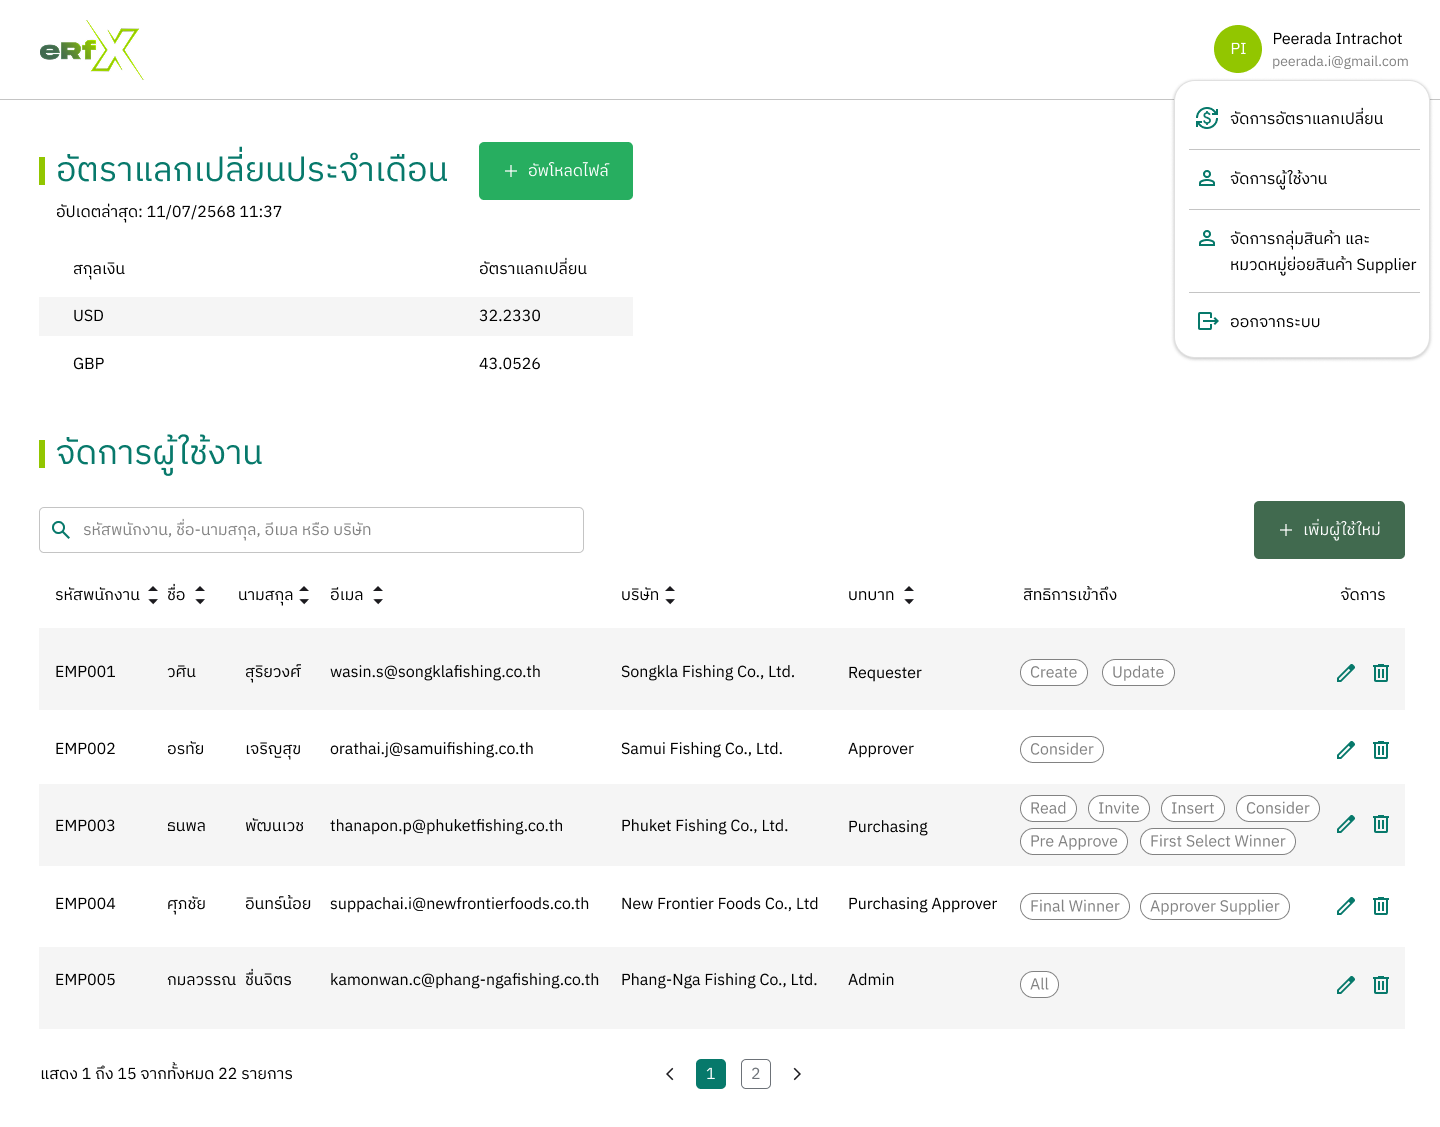 eRfX
PI
Peerada Intrachot
peerada.i@gmail.com
จัดการอัตราแลกเปลี่ยน
จัดการผู้ใช้งาน
จัดการกลุ่มสินค้า และ
หมวดหมู่ย่อยสินค้า Supplier
ออกจากระบบ
อัตราแลกเปลี่ยนประจำเดือน
อัพโหลดไฟล์
อัปเดตล่าสุด: 11/07/2568 11:37
สกุลเงิน อัตราแลกเปลี่ยน
USD 32.2330
GBP 43.0526
จัดการผู้ใช้งาน
รหัสพนักงาน, ชื่อ-นามสกุล, อีเมล หรือ บริษัท
เพิ่มผู้ใช้ใหม่
รหัสพนักงาน ชื่อ นามสกุล อีเมล บริษัท บทบาท สิทธิการเข้าถึง จัดการ
EMP001 วศิน สุริยวงศ์ wasin.s@songklafishing.co.th Songkla Fishing Co., Ltd. Requester Create Update
EMP002 อรทัย เจริญสุข orathai.j@samuifishing.co.th Samui Fishing Co., Ltd. Approver Consider
EMP003 ธนพล พัฒนเวช thanapon.p@phuketfishing.co.th Phuket Fishing Co., Ltd. Purchasing Read Invite Insert Consider
Pre Approve First Select Winner
EMP004 ศุภชัย อินทร์น้อย suppachai.i@newfrontierfoods.co.th New Frontier Foods Co., Ltd Purchasing Approver Final Winner Approver Supplier
EMP005 กมลวรรณ ชื่นจิตร kamonwan.c@phang-ngafishing.co.th Phang-Nga Fishing Co., Ltd. Admin All
แสดง 1 ถึง 15 จากทั้งหมด 22 รายการ 1 2